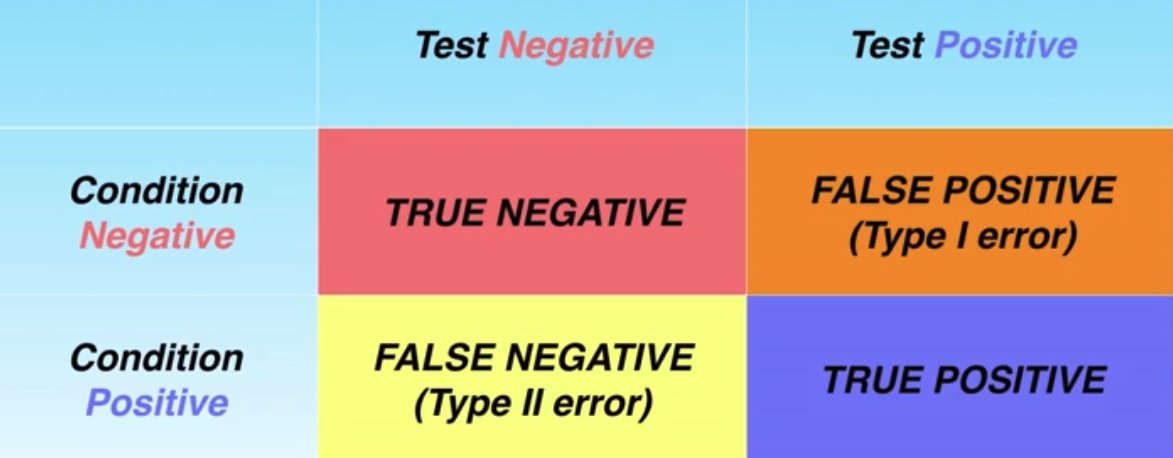 Test Negative
Test Positive
Condition
Negative
TRUE NEGATIVE
FALSE POSITIVE
(Type I error)
Condition
Positive
FALSE NEGATIVE
(Type II error)
TRUE POSITIVE